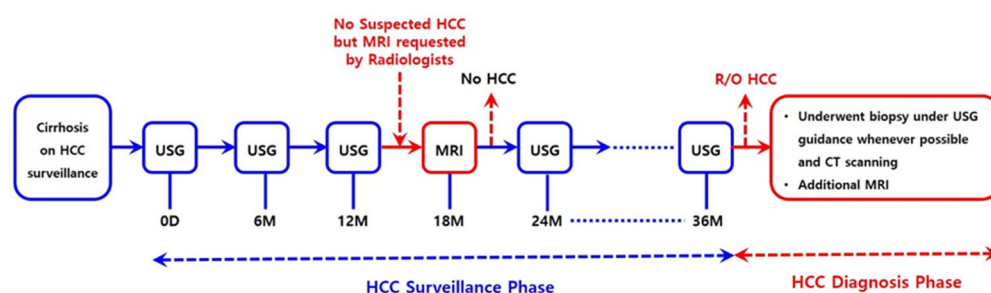 No Suspected HCC
but MRI requested
by Radiologists
No HCC
R/O HCC
Cirrhosis
on HCC
surveillance
USG
USG
USG
MRI
USG
USG
• Underwent biopsy under USG
guidance whenever possible
and CT scanning
• Additional MRI
0D
6M
12M
18M
24M
36M
HCC Surveillance Phase
HCC Diagnosis Phase